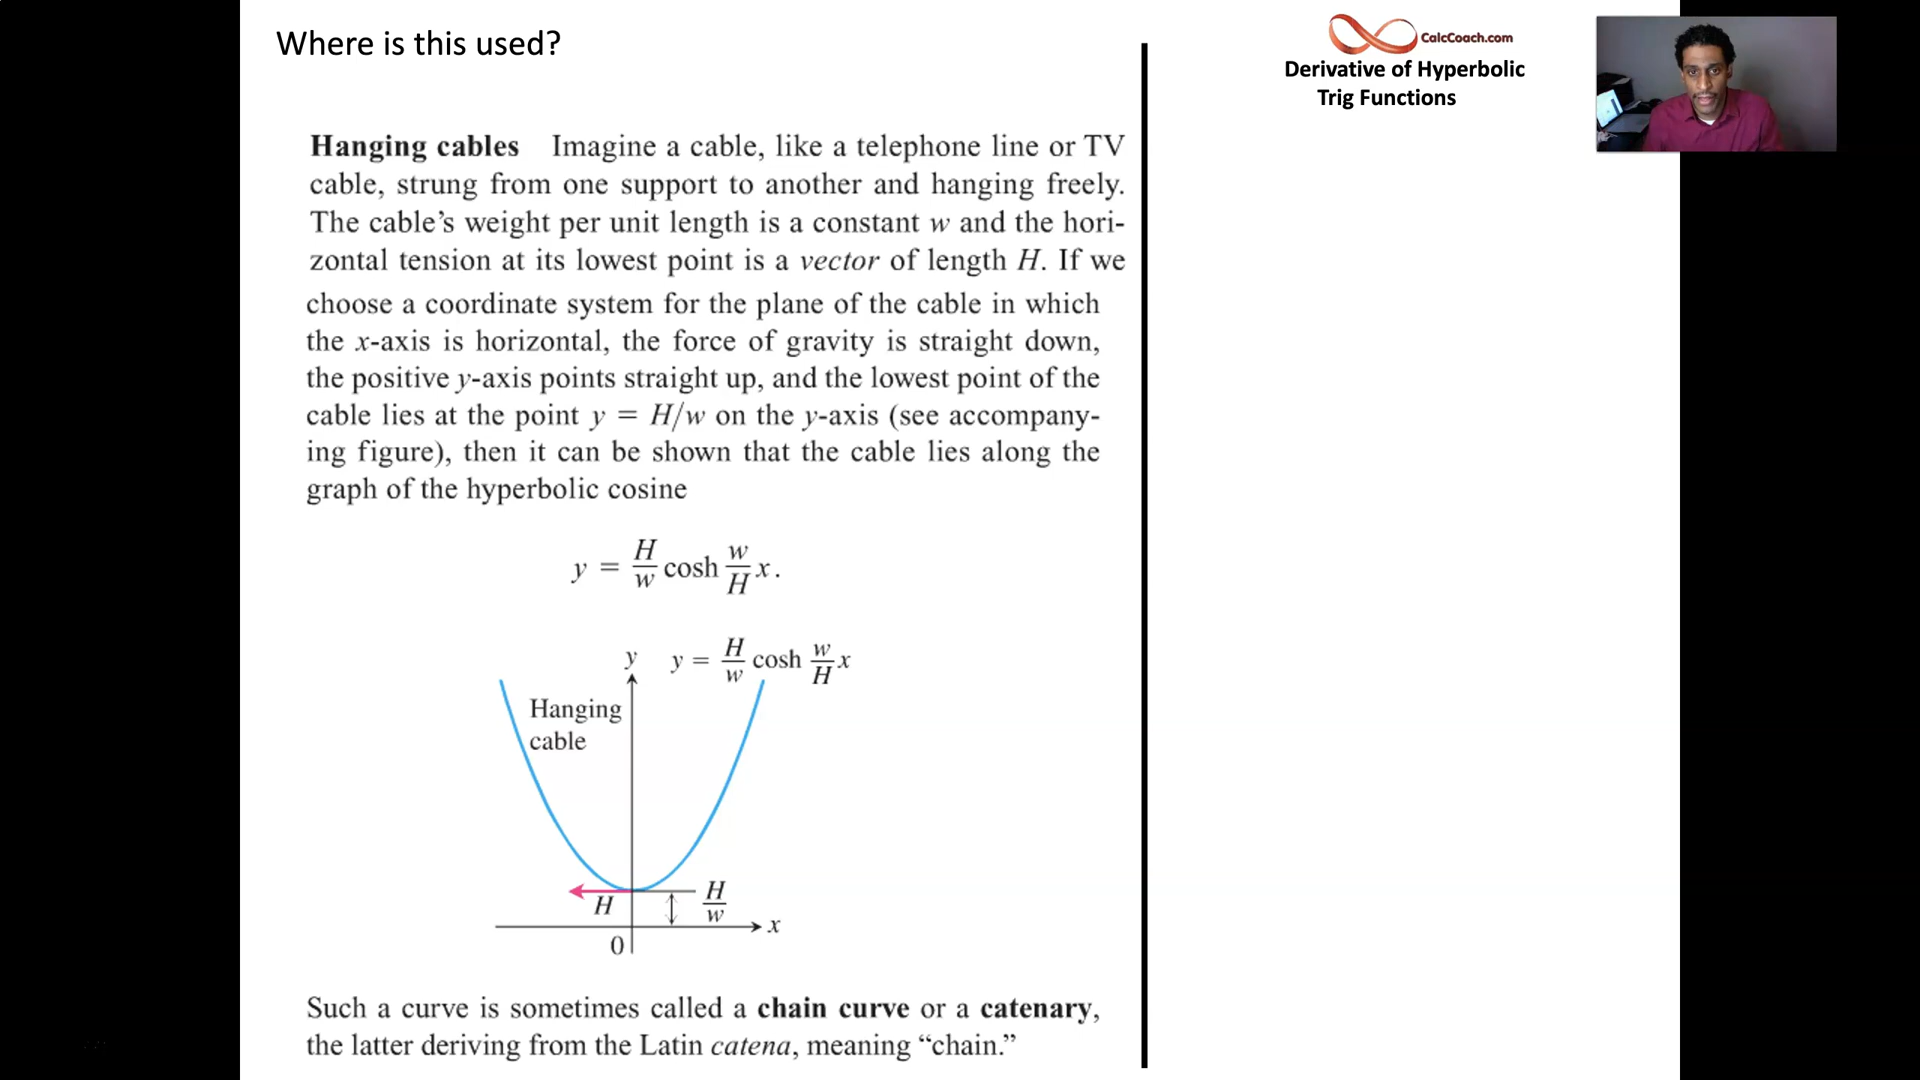 Where is this used?
CalcCoach.com
Derivative of Hyperbolic
Trig Functions
Hanging cables Imagine a cable, like a telephone line or TV
cable, strung from one support to another and hanging freely.
The cable's weight per unit length is a constant w and the hori-
zontal tension at its lowest point is a vector of length H. If we
choose a coordinate system for the plane of the cable in which
the x-axis is horizontal, the force of gravity is straight down,
the positive y-axis points straight up, and the lowest point of the
cable lies at the point y = H/w on the y-axis (see accompany-
ing figure), then it can be shown that the cable lies along the
graph of the hyperbolic cosine
y = H/w cosh w/H x.
y
y = H/w cosh w/H x
Hanging
cable
H
H/w
x
0
Such a curve is sometimes called a chain curve or a catenary,
the latter deriving from the Latin catena, meaning “chain.”